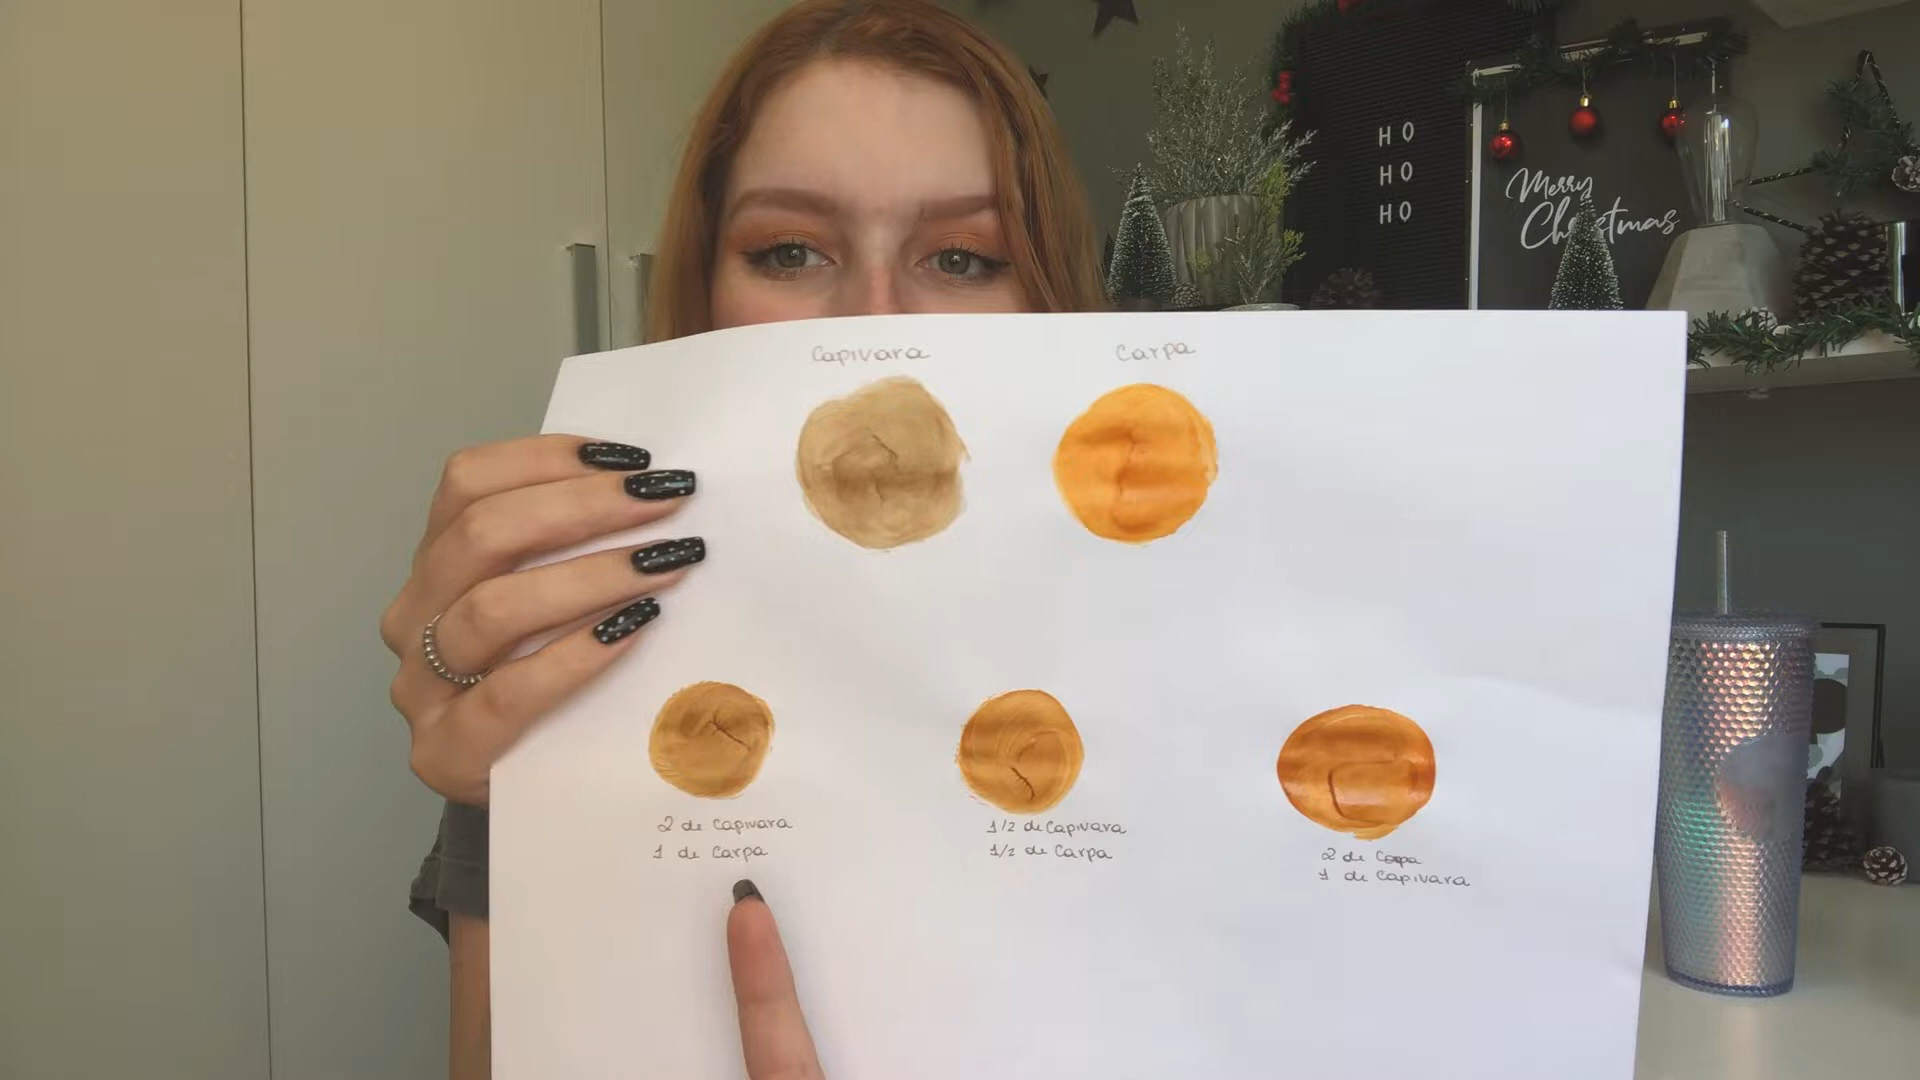 HO
HO
HO
Merry
Christmas
Capivara
Carpa
2 de Capivara
1 de Carpa
1/2 de Capivara
1/2 de Carpa
2 de Carpa
1 de Capivara